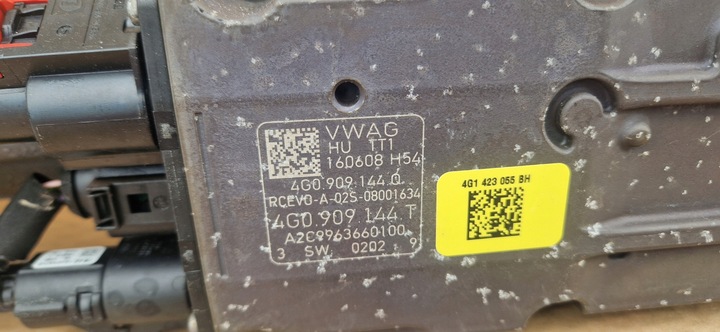 VWAG
HU TT1
160608 H54
4G0.909.144.Q
RCEVO-A-02S-08001634
4G0.909.144.T
A2C9963660100
3 SW. 0202 9
4G1 423 055 BH